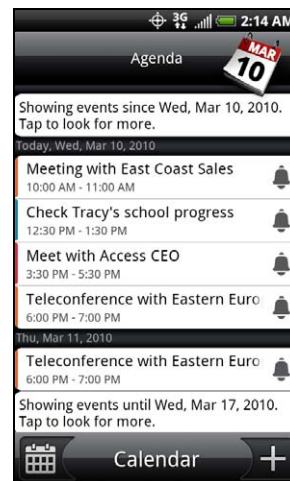 3G 2:14 AM
Agenda
MAR
10
Showing events since Wed, Mar 10, 2010.
Tap to look for more.
Today, Wed, Mar 10, 2010
Meeting with East Coast Sales
10:00 AM - 11:00 AM
Check Tracy's school progress
12:30 PM - 1:30 PM
Meet with Access CEO
3:30 PM - 5:30 PM
Teleconference with Eastern Euro
6:00 PM - 7:00 PM
Thu, Mar 11, 2010
Teleconference with Eastern Euro
6:00 PM - 7:00 PM
Showing events until Wed, Mar 17, 2010.
Tap to look for more.
Calendar